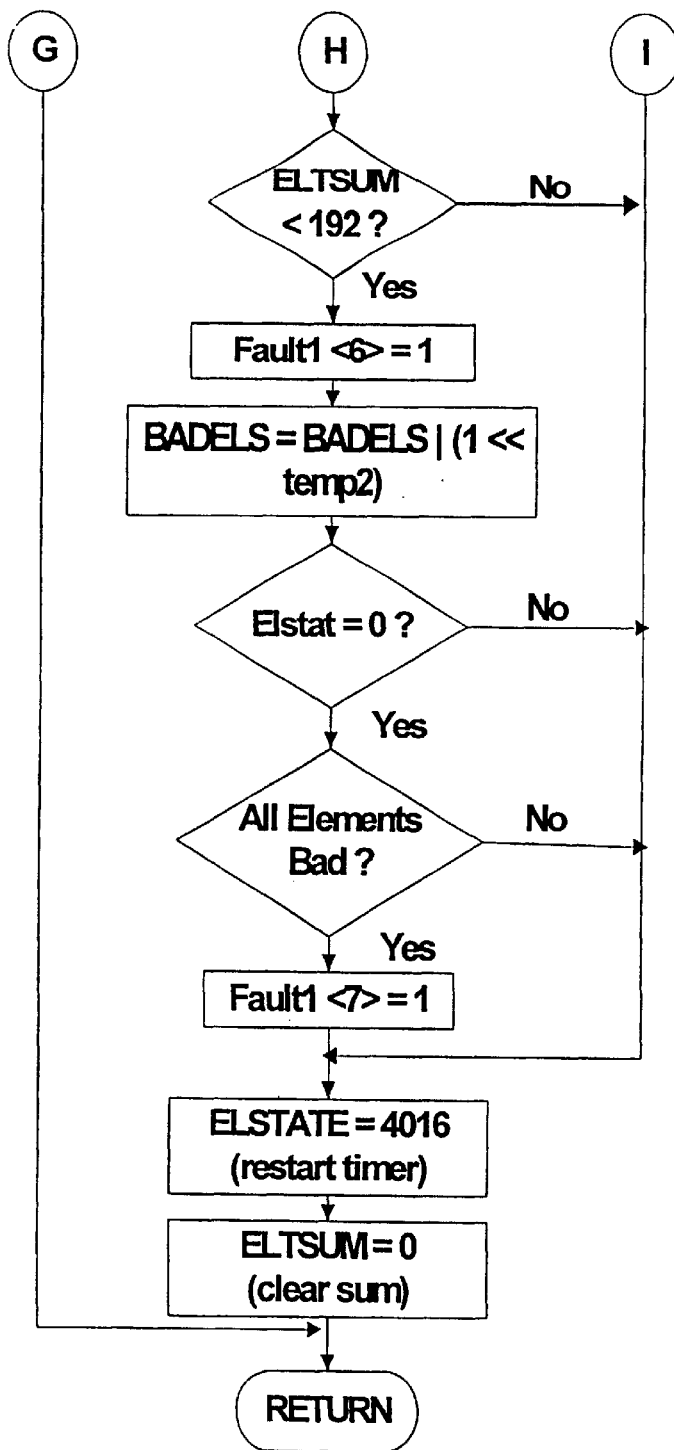 G H I
ELTSUM
< 192 ?
No
Yes
Fault1 <6> = 1
BADELS = BADELS | (1 <<
temp2)
Elstat = 0 ?
No
Yes
All Elements
Bad ?
No
Yes
Fault1 <7> = 1
ELSTATE = 4016
(restart timer)
ELTSUM = 0
(clear sum)
RETURN